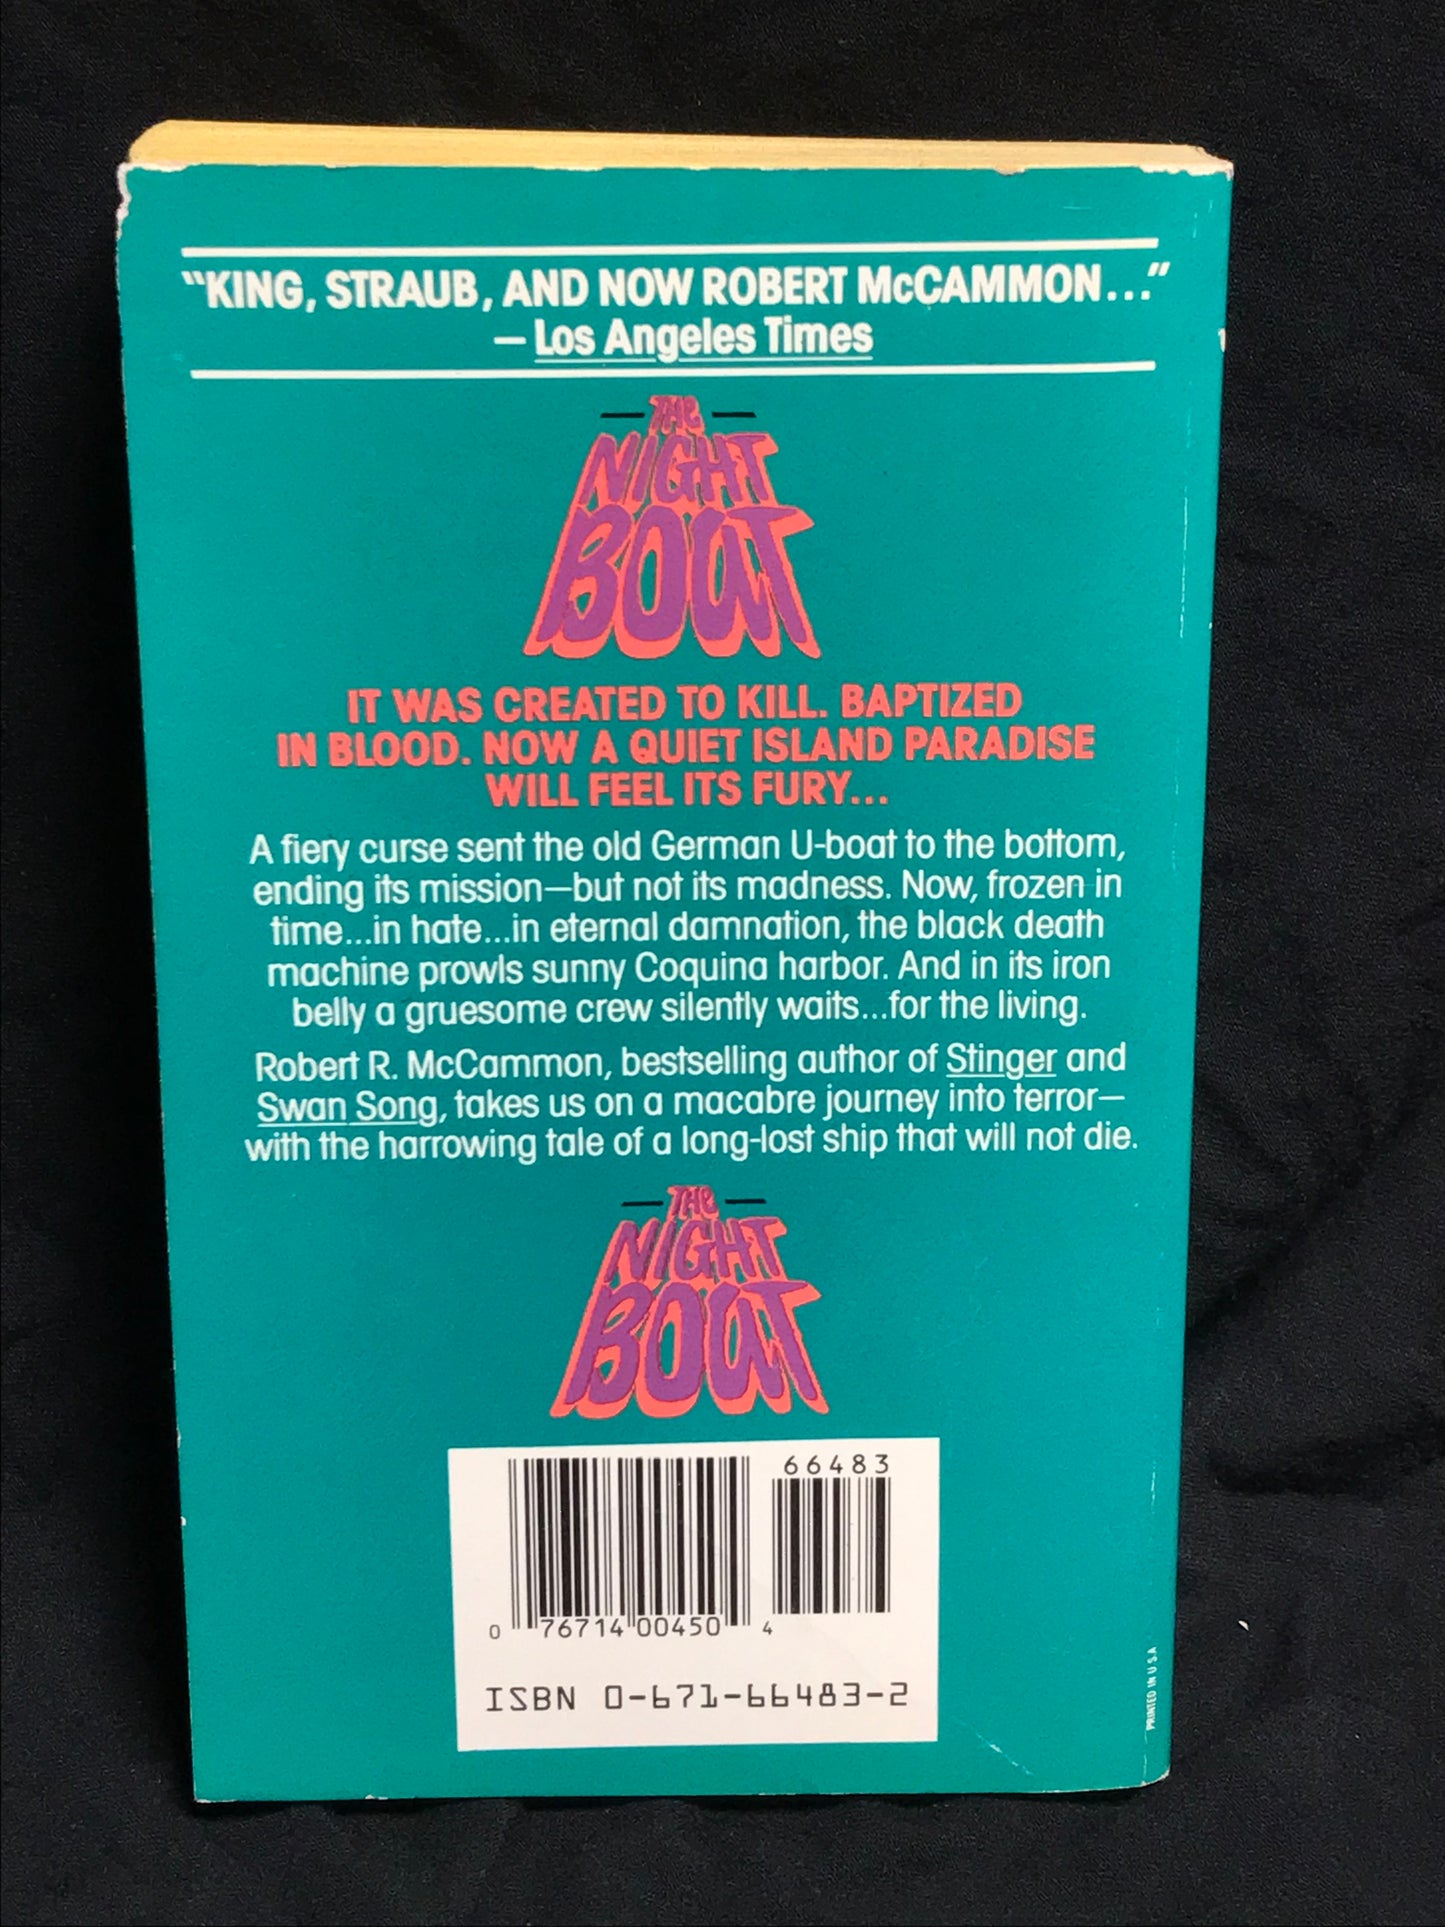 “KING, STRAUB, AND NOW ROBERT McCAMMON...”
— Los Angeles Times
THE
NIGHT
BOAT
IT WAS CREATED TO KILL. BAPTIZED
IN BLOOD. NOW A QUIET ISLAND PARADISE
WILL FEEL ITS FURY...
A fiery curse sent the old German U-boat to the bottom,
ending its mission—but not its madness. Now, frozen in
time...in hate...in eternal damnation, the black death
machine prowls sunny Coquina harbor. And in its iron
belly a gruesome crew silently waits...for the living.
Robert R. McCammon, bestselling author of Stinger and
Swan Song, takes us on a macabre journey into terror—
with the harrowing tale of a long-lost ship that will not die.
THE
NIGHT
BOAT
66483
0 76714 00450 4
ISBN 0-671-66483-2
PRINTED IN U.S.A